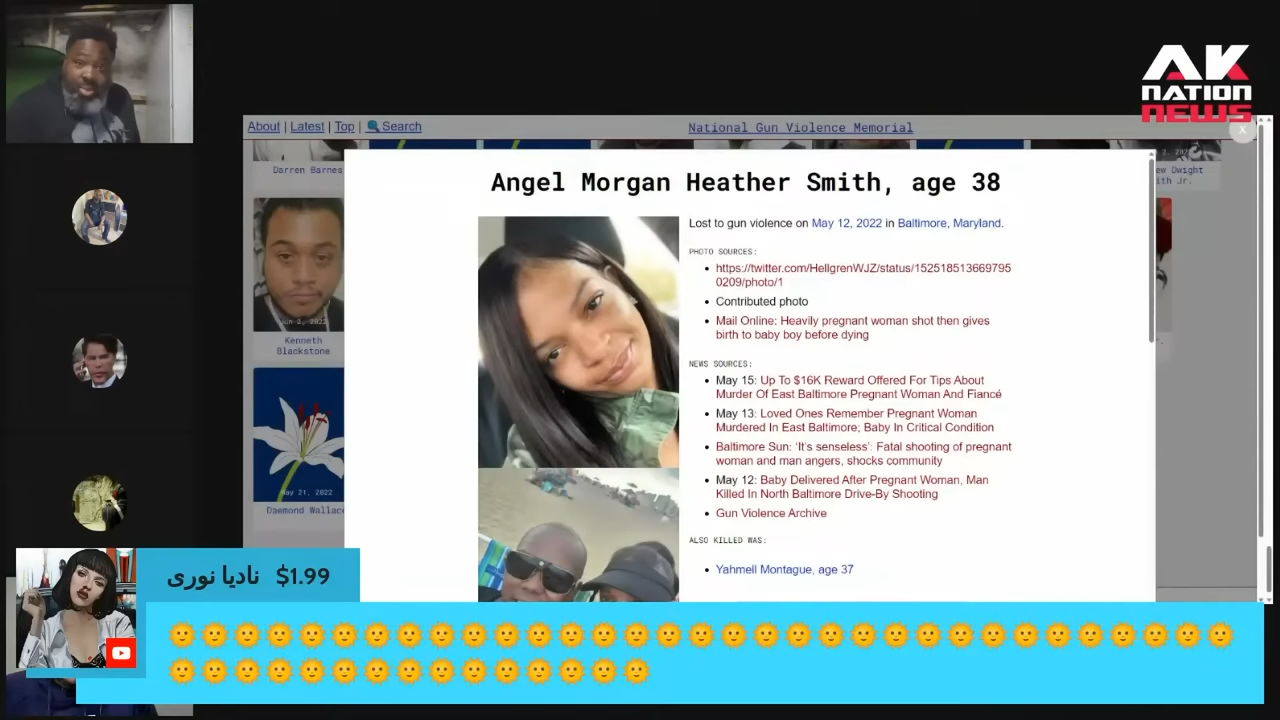 AK
NATION
NEWS
About | Latest | Top | Search
National Gun Violence Memorial
X
Darren Barnes
Angel Morgan Heather Smith, age 38
Lost to gun violence on May 12, 2022 in Baltimore, Maryland.
PHOTO SOURCES:
• https://twitter.com/HellgrenWJZ/status/152518513669795
0209/photo/1
• Contributed photo
• Mail Online: Heavily pregnant woman shot then gives
birth to baby boy before dying
NEWS SOURCES:
• May 15: Up To $16K Reward Offered For Tips About
Murder Of East Baltimore Pregnant Woman And Fiancé
• May 13: Loved Ones Remember Pregnant Woman
Murdered In East Baltimore; Baby In Critical Condition
• Baltimore Sun: 'It's senseless': Fatal shooting of pregnant
woman and man angers, shocks community
• May 12: Baby Delivered After Pregnant Woman, Man
Killed In North Baltimore Drive-By Shooting
• Gun Violence Archive
ALSO KILLED WAS:
• Yahmell Montague, age 37
Jun 2, 2022
Kenneth
Blackstone
May 21, 2022
Daemond Wallace
Dwight
Jr.
نادیا نوری $1.99
🌞🌞🌞🌞🌞🌞🌞🌞🌞🌞🌞🌞🌞🌞🌞🌞🌞🌞🌞🌞🌞🌞🌞🌞🌞🌞🌞🌞🌞🌞🌞🌞🌞
🌞🌞🌞🌞🌞🌞🌞🌞🌞🌞🌞🌞🌞🌞🌞